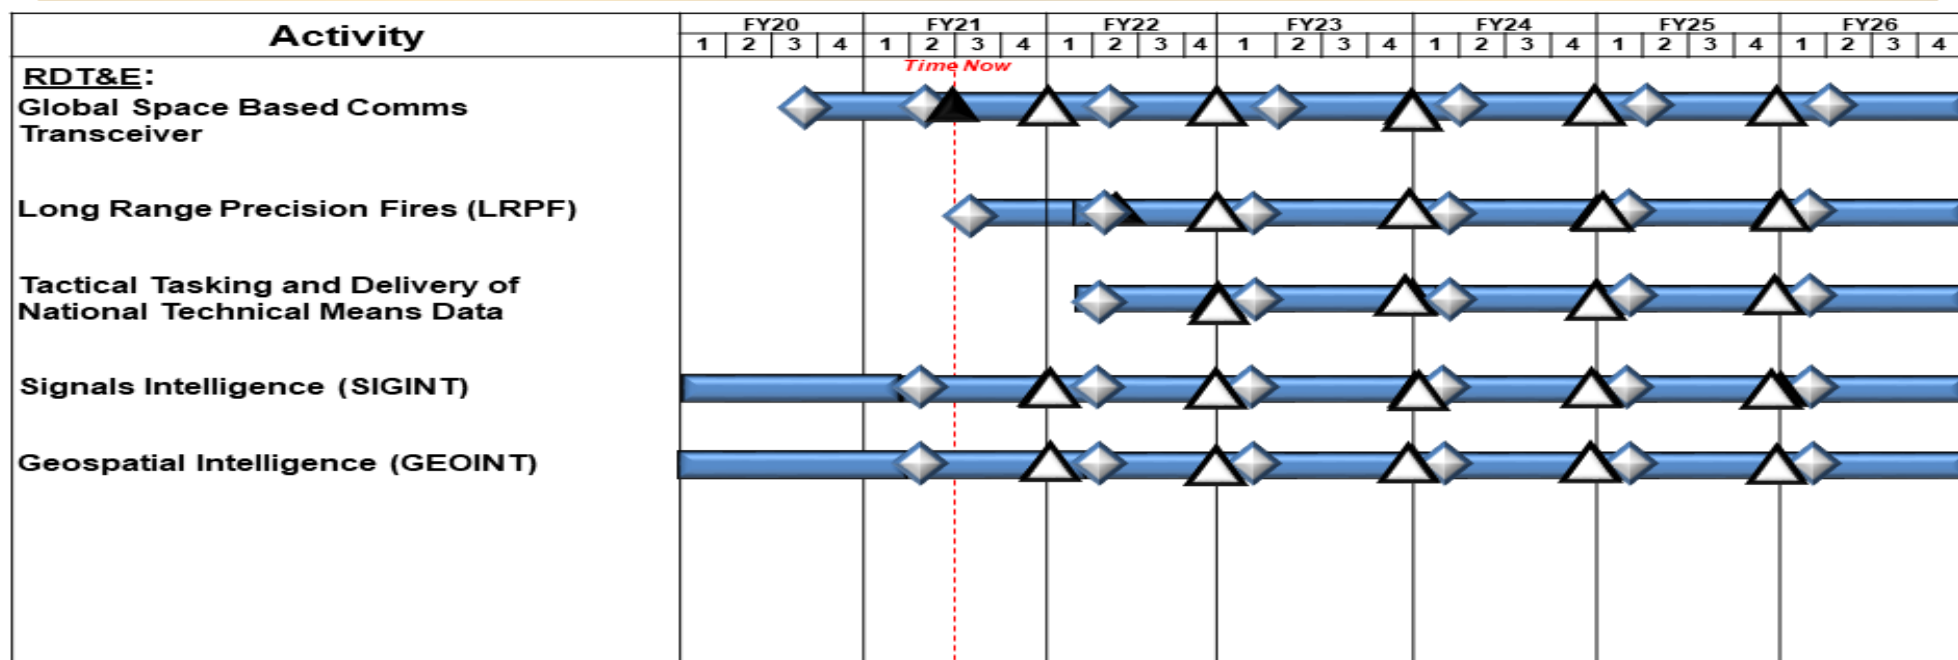 Activity
FY20 FY21 FY22 FY23 FY24 FY25 FY26
1 2 3 4 1 2 3 4 1 2 3 4 1 2 3 4 1 2 3 4 1 2 3 4 1 2 3 4
Time Now
RDT&E:
Global Space Based Comms
Transceiver
Long Range Precision Fires (LRPF)
Tactical Tasking and Delivery of
National Technical Means Data
Signals Intelligence (SIGINT)
Geospatial Intelligence (GEOINT)